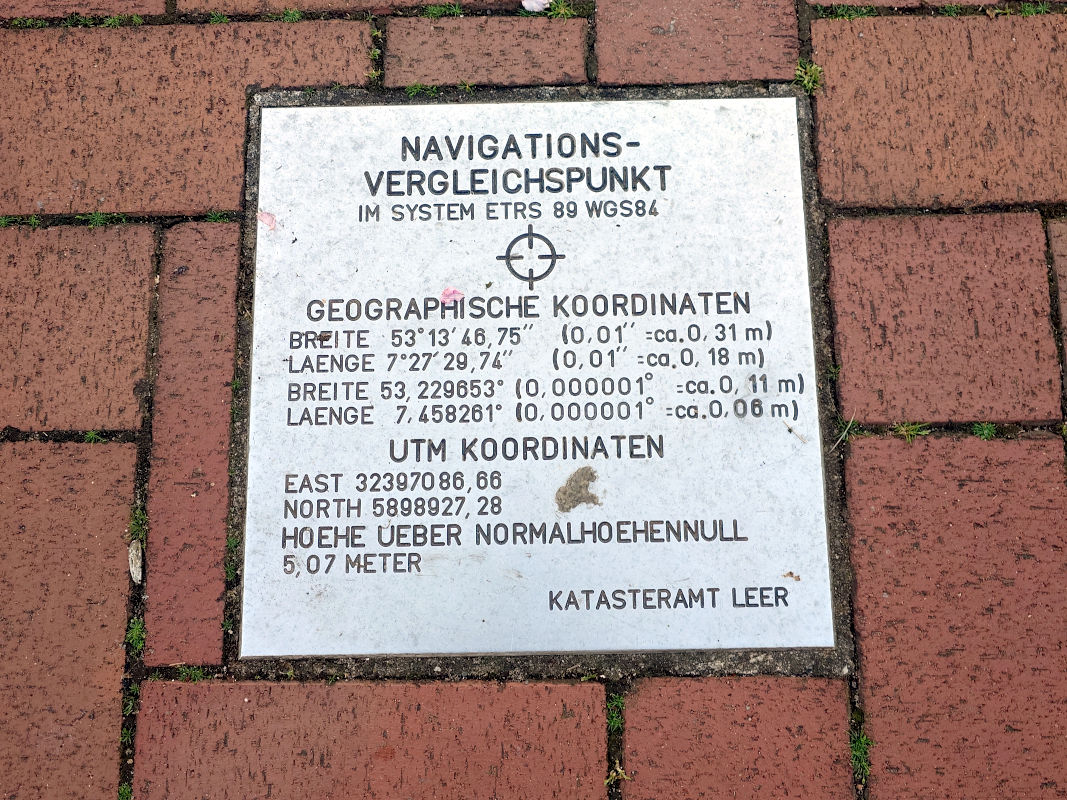 NAVIGATIONS-
VERGLEICHSPUNKT
IM SYSTEM ETRS 89 WGS84
GEOGRAPHISCHE KOORDINATEN
BREITE 53°13′46,75″ (0,01″ =ca.0,31 m)
LAENGE 7°27′29,74″ (0,01″ =ca.0,18 m)
BREITE 53,229653° (0,000001° =ca.0,11 m)
LAENGE 7,458261° (0,000001° =ca.0,06 m)
UTM KOORDINATEN
EAST 32397086,66
NORTH 5898927,28
HOEHE UEBER NORMALHOEHENNULL
5,07 METER
KATASTERAMT LEER